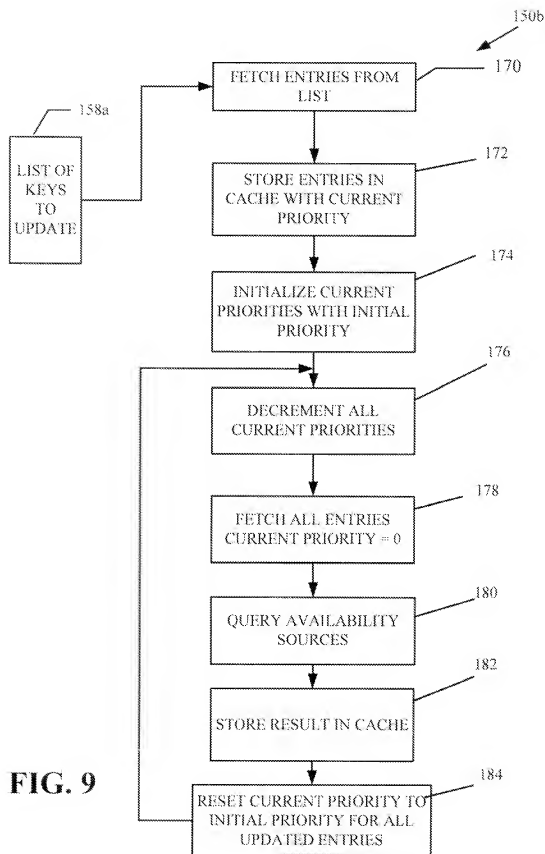 150b
FETCH ENTRIES FROM
LIST
170
158a
LIST OF
KEYS
TO
UPDATE
172
STORE ENTRIES IN
CACHE WITH CURRENT
PRIORITY
174
INITIALIZE CURRENT
PRIORITIES WITH INITIAL
PRIORITY
176
DECREMENT ALL
CURRENT PRIORITIES
178
FETCH ALL ENTRIES
CURRENT PRIORITY = 0
180
QUERY AVAILABILITY
SOURCES
182
STORE RESULT IN CACHE
184
FIG. 9
RESET CURRENT PRIORITY TO
INITIAL PRIORITY FOR ALL
UPDATED ENTRIES